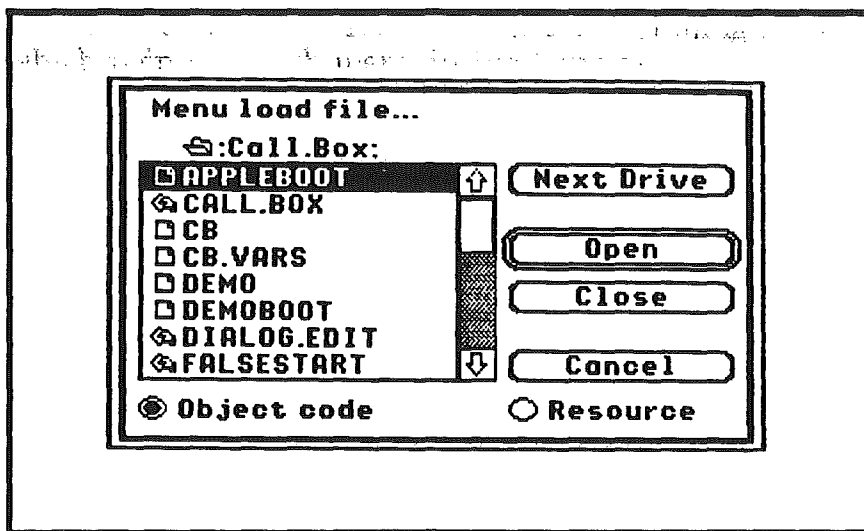 Menu load file...
:Call.Box:
APPLEBOOT
CALL.BOX
CB
CB.VARS
DEMO
DEMOBOOT
DIALOG.EDIT
FALSESTART
Next Drive
Open
Close
Cancel
Object code
Resource